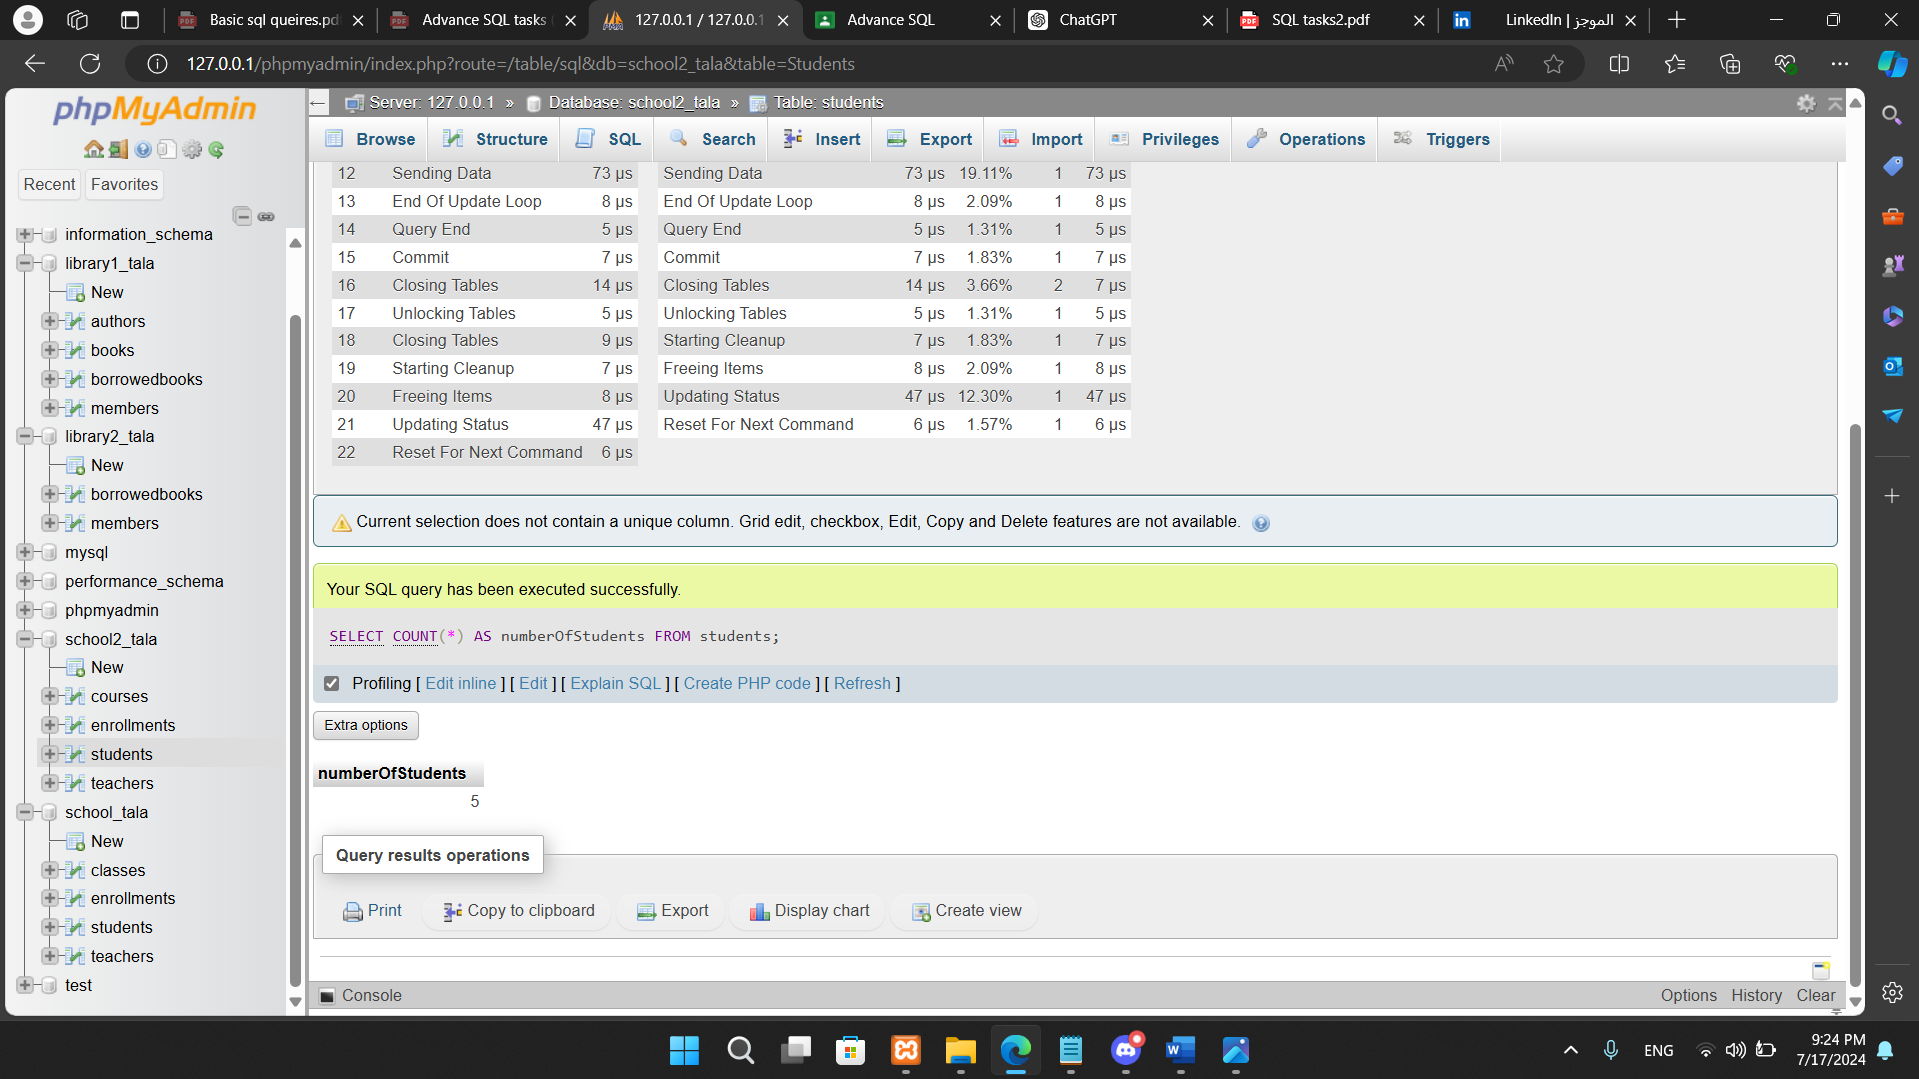 Basic sql queires.pd
Advance SQL tasks
127.0.0.1 / 127.0.0.1
Advance SQL
ChatGPT
SQL tasks2.pdf
LinkedIn | الموجز
127.0.0.1/phpmyadmin/index.php?route=/table/sql&db=school2_tala&table=Students
phpMyAdmin
Recent
Favorites
information_schema
library1_tala
New
authors
books
borrowedbooks
members
library2_tala
New
borrowedbooks
members
mysql
performance_schema
phpmyadmin
school2_tala
New
courses
enrollments
students
teachers
school_tala
New
classes
enrollments
students
teachers
test
Server: 127.0.0.1 » Database: school2_tala » Table: students
Browse Structure SQL Search Insert Export Import Privileges Operations Triggers
12 Sending Data 73 µs Sending Data 73 µs 19.11% 1 73 µs
13 End Of Update Loop 8 µs End Of Update Loop 8 µs 2.09% 1 8 µs
14 Query End 5 µs Query End 5 µs 1.31% 1 5 µs
15 Commit 7 µs Commit 7 µs 1.83% 1 7 µs
16 Closing Tables 14 µs Closing Tables 14 µs 3.66% 2 7 µs
17 Unlocking Tables 5 µs Unlocking Tables 5 µs 1.31% 1 5 µs
18 Closing Tables 9 µs Starting Cleanup 7 µs 1.83% 1 7 µs
19 Starting Cleanup 7 µs Freeing Items 8 µs 2.09% 1 8 µs
20 Freeing Items 8 µs Updating Status 47 µs 12.30% 1 47 µs
21 Updating Status 47 µs Reset For Next Command 6 µs 1.57% 1 6 µs
22 Reset For Next Command 6 µs
Current selection does not contain a unique column. Grid edit, checkbox, Edit, Copy and Delete features are not available.
Your SQL query has been executed successfully.
SELECT COUNT(*) AS numberOfStudents FROM students;
Profiling [ Edit inline ] [ Edit ] [ Explain SQL ] [ Create PHP code ] [ Refresh ]
Extra options
numberOfStudents
5
Query results operations
Print Copy to clipboard Export Display chart Create view
Console Options History Clear
ENG
9:24 PM
7/17/2024